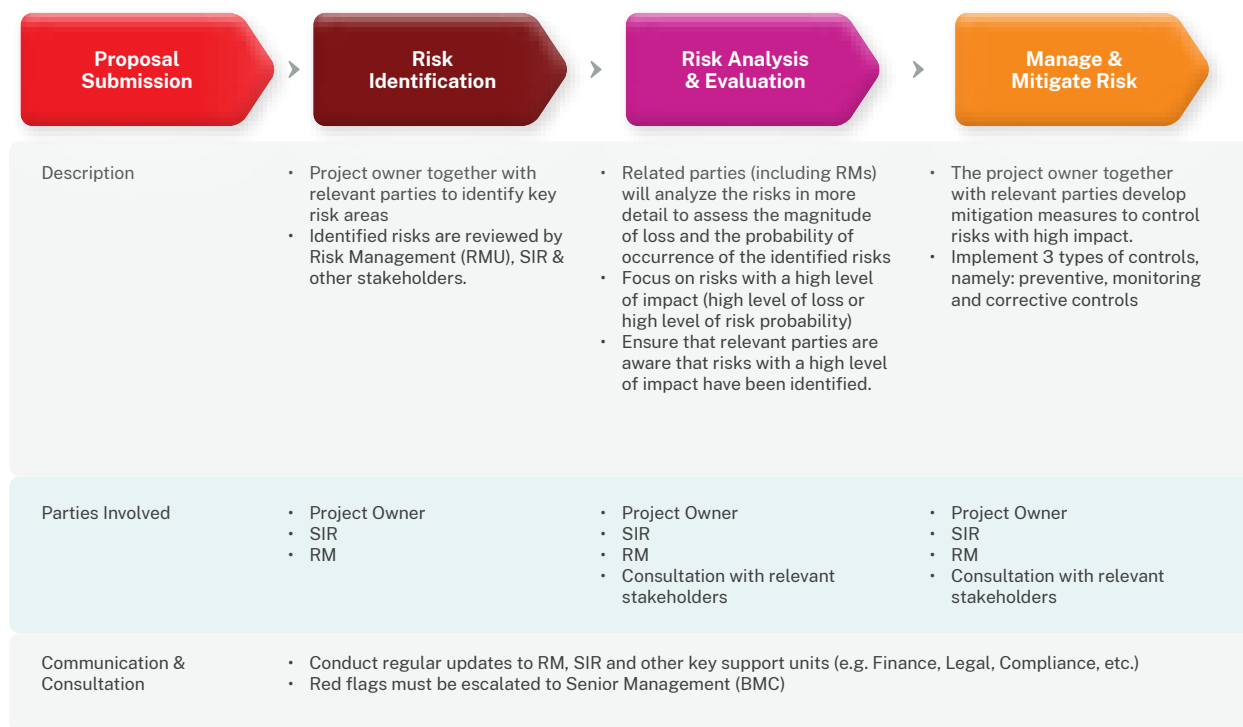 Proposal
Submission
Risk
Identification
Risk Analysis
& Evaluation
Manage &
Mitigate Risk
Description
• Project owner together with
relevant parties to identify key
risk areas
• Identified risks are reviewed by
Risk Management (RMU), SIR &
other stakeholders.
• Related parties (including RMs)
will analyze the risks in more
detail to assess the magnitude
of loss and the probability of
occurrence of the identified risks
• Focus on risks with a high level
of impact (high level of loss or
high level of risk probability)
• Ensure that relevant parties are
aware that risks with a high level
of impact have been identified.
• The project owner together
with relevant parties develop
mitigation measures to control
risks with high impact.
• Implement 3 types of controls,
namely: preventive, monitoring
and corrective controls
Parties Involved
• Project Owner
• SIR
• RM
• Project Owner
• SIR
• RM
• Consultation with relevant
stakeholders
• Project Owner
• SIR
• RM
• Consultation with relevant
stakeholders
Communication &
Consultation
• Conduct regular updates to RM, SIR and other key support units (e.g. Finance, Legal, Compliance, etc.)
• Red flags must be escalated to Senior Management (BMC)